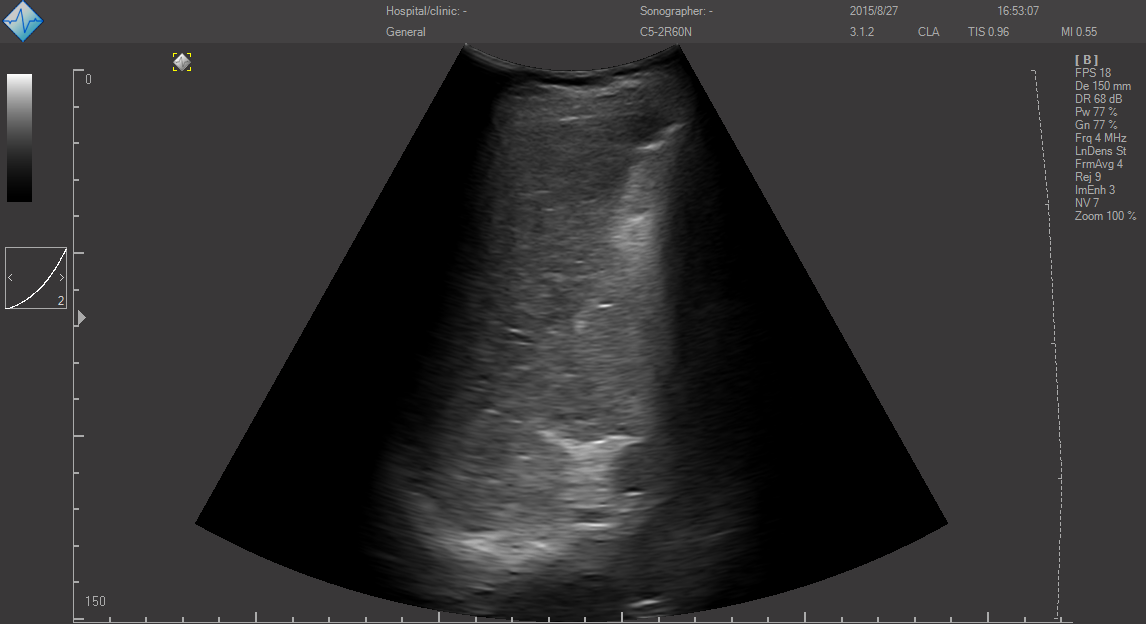 Hospital/clinic: - Sonographer: - 2015/8/27 16:53:07
General C5-2R60N 3.1.2 CLA TIS 0.96 MI 0.55
[ B ]
FPS 18
De 150 mm
DR 68 dB
Pw 77 %
Gn 77 %
Frq 4 MHz
LnDens St
FrmAvg 4
Rej 9
ImEnh 3
NV 7
Zoom 100 %
0
2
150